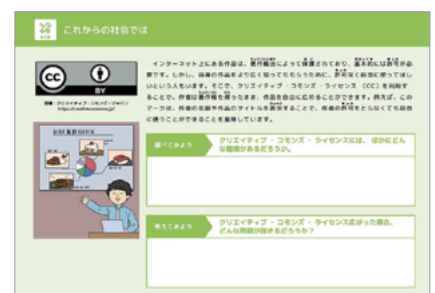 これからの社会では
インターネット上にある作品は、著作権法によって保護されており、基本的には許可が必
要です。しかし、自身の作品をより広く知ってもらうために、許可なく自由に使ってほし
いという人もいます。そこで、クリエイティブ・コモンズ・ライセンス（CC）を利用す
ることで、作者は著作権を保ったまま、作品を自由に広めることができます。例えば、この
マークは、作者の名前や作品のタイトルを表示することで、作者の許可をとらなくても自由
に使うことができることを意味しています。
cc
BY
クリエイティブ・コモンズ・ジャパン
調べてみよう
クリエイティブ・コモンズ・ライセンスには、ほかにどん
な種類があるだろうか。
考えてみよう
クリエイティブ・コモンズ・ライセンス広がった場合、
どんな問題が起きるだろうか？